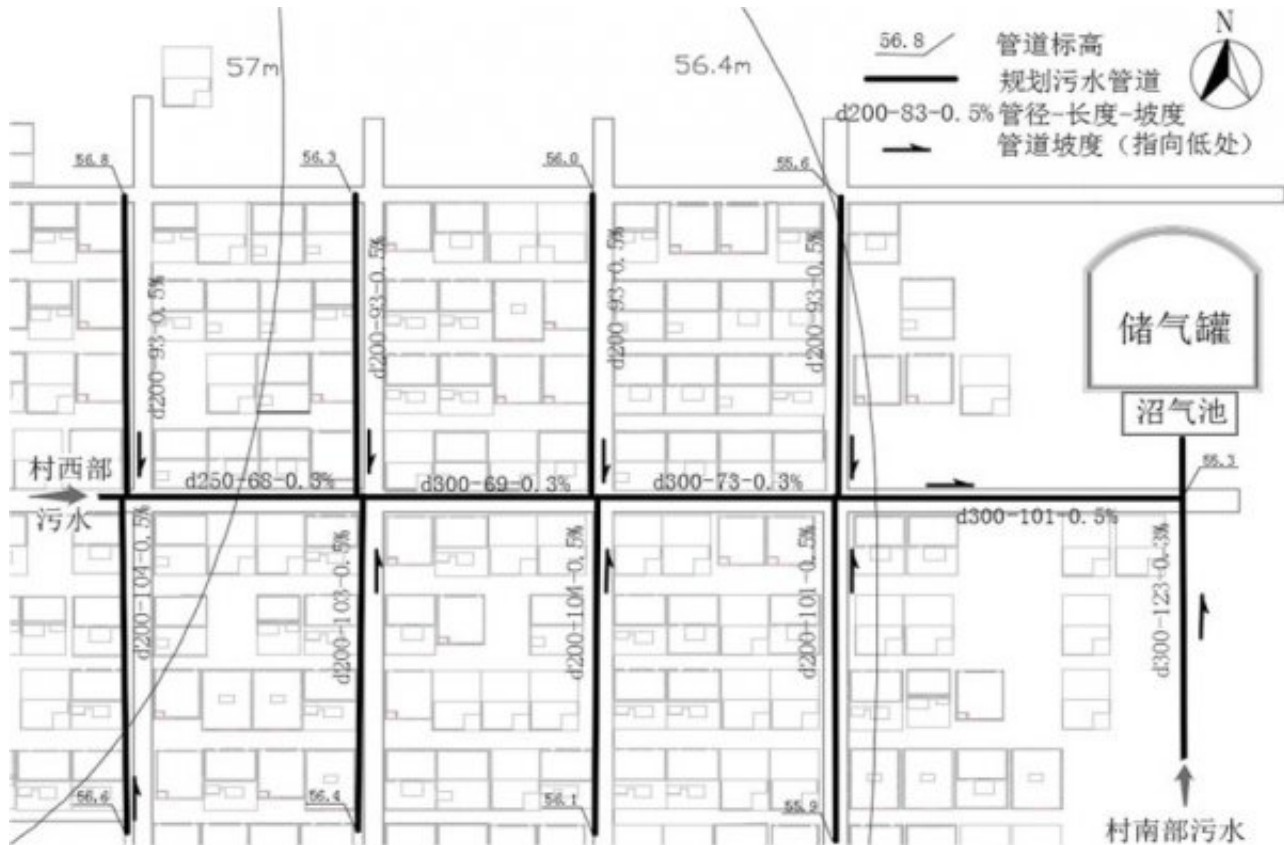 57m
56.4m
N
56.8
管道标高
规划污水管道
d200-83-0.5%
管径-长度-坡度
管道坡度（指向低处）
56.8
56.3
56.0
55.6
d200-93-0.5%
d200-93-0.5%
d200-93-0.5%
d200-93-0.5%
储气罐
沼气池
村西部
污水
d250-68-0.3%
d300-69-0.3%
d300-73-0.3%
55.3
d300-101-0.5%
d200-104-0.5%
d200-103-0.5%
d200-104-0.5%
d200-101-0.5%
d300-123-0.3%
56.6
56.4
56.1
55.9
村南部污水